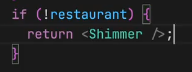 if (!restaurant) {
return <Shimmer />;
}